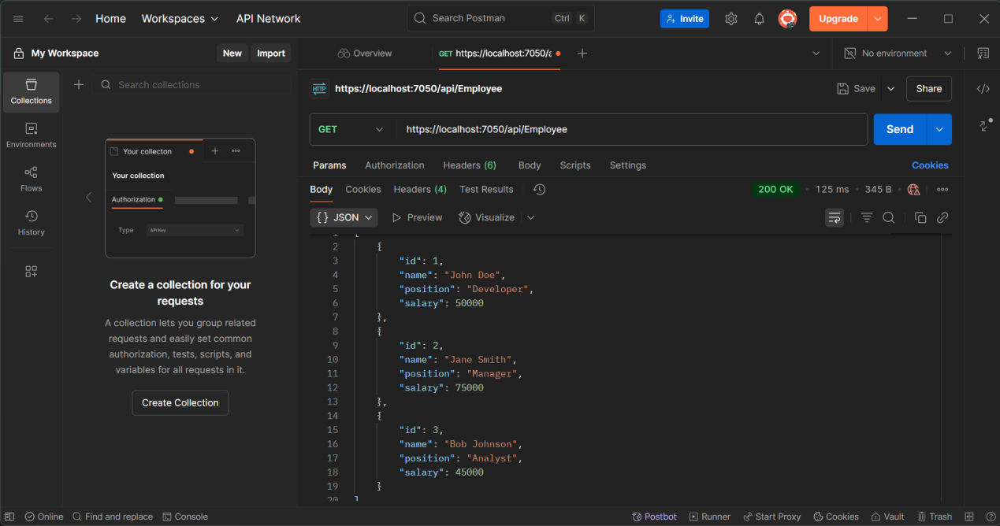 Home Workspaces API Network Search Postman Ctrl K Invite Upgrade
My Workspace New Import Overview GET https://localhost:7050/a No environment
Collections Search collections HTTP https://localhost:7050/api/Employee Save Share
Environments
Flows
History
Your collecton
Your collection
Authorization
Type API Key
Create a collection for your
requests
A collection lets you group related
requests and easily set common
authorization, tests, scripts, and
variables for all requests in it.
Create Collection
GET https://localhost:7050/api/Employee Send
Params Authorization Headers (6) Body Scripts Settings Cookies
Body Cookies Headers (4) Test Results 200 OK 125 ms 345 B
{} JSON Preview Visualize
1 [
2 {
3 "id": 1,
4 "name": "John Doe",
5 "position": "Developer",
6 "salary": 50000
7 },
8 {
9 "id": 2,
10 "name": "Jane Smith",
11 "position": "Manager",
12 "salary": 75000
13 },
14 {
15 "id": 3,
16 "name": "Bob Johnson",
17 "position": "Analyst",
18 "salary": 45000
19 }
20 ]
Online Find and replace Console Postbot Runner Start Proxy Cookies Vault Trash